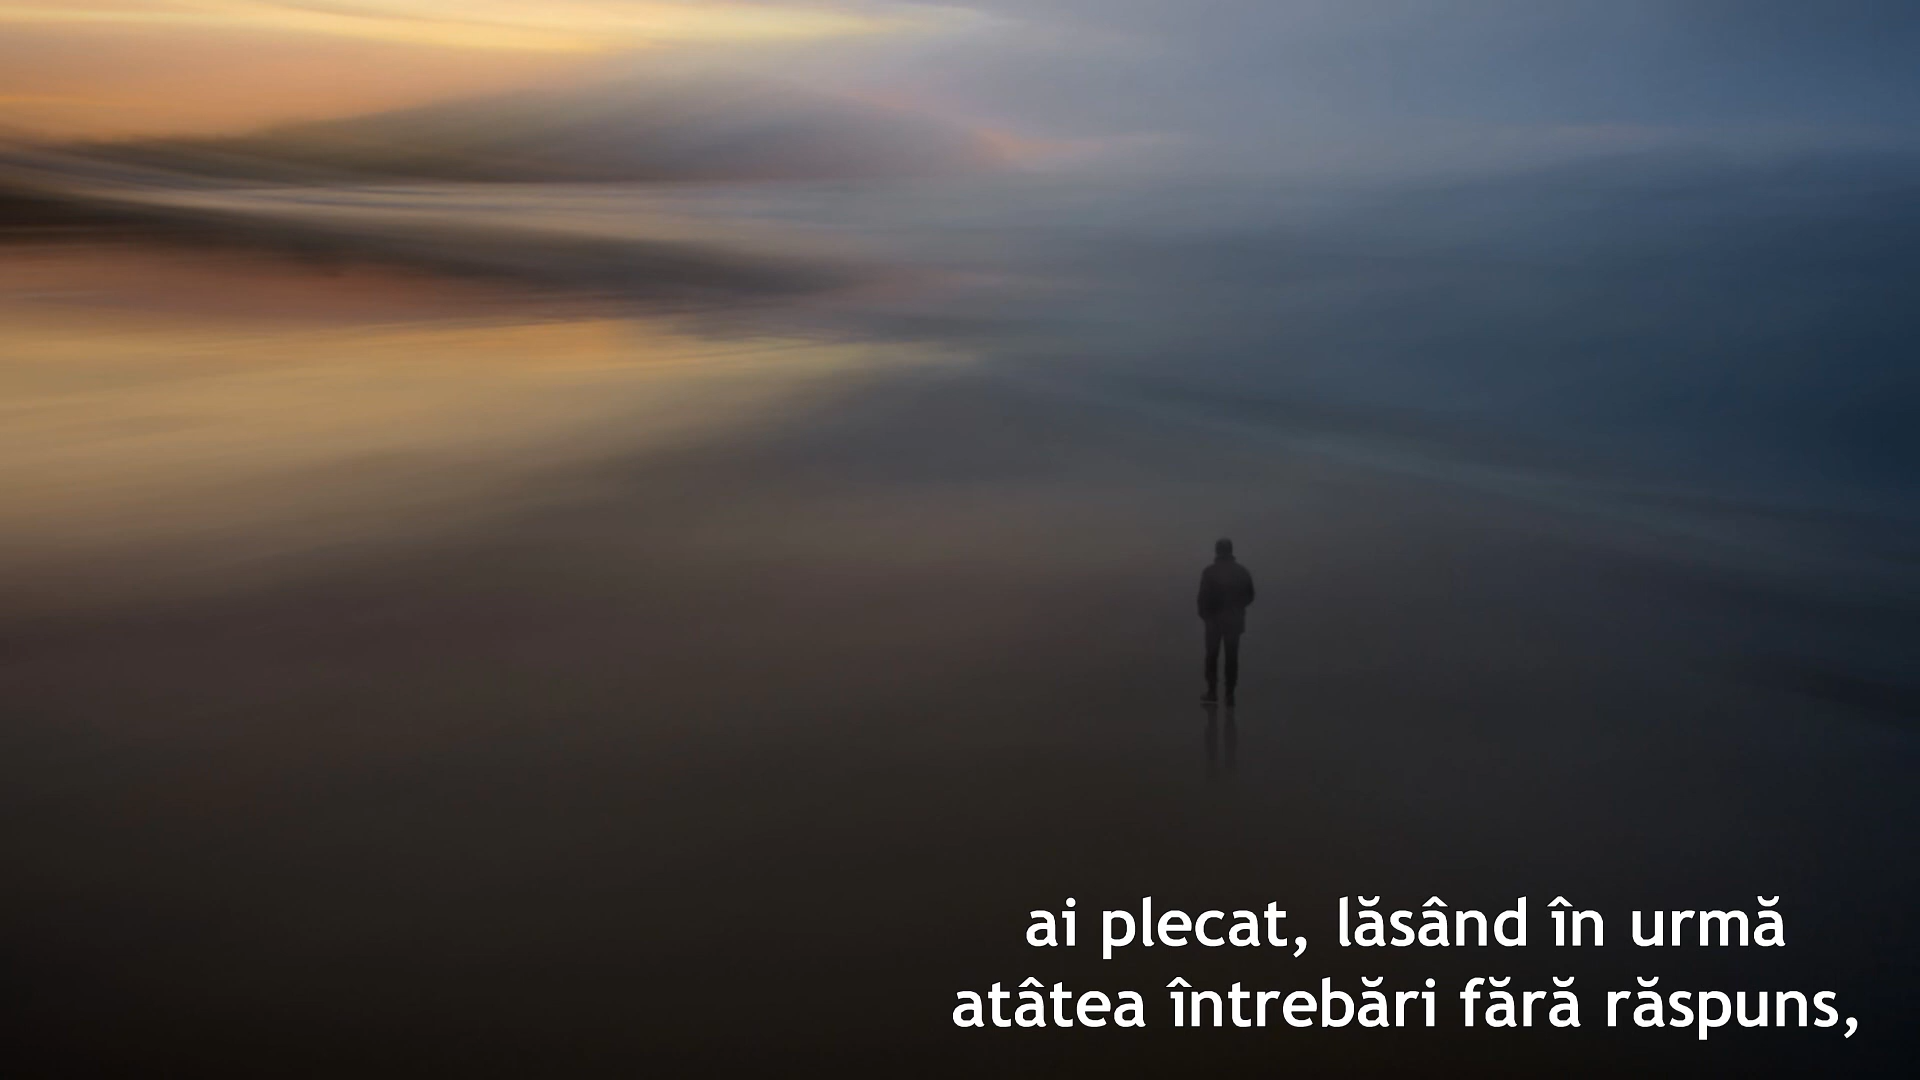 ai plecat, lăsând în urmă
atâtea întrebări fără răspuns,